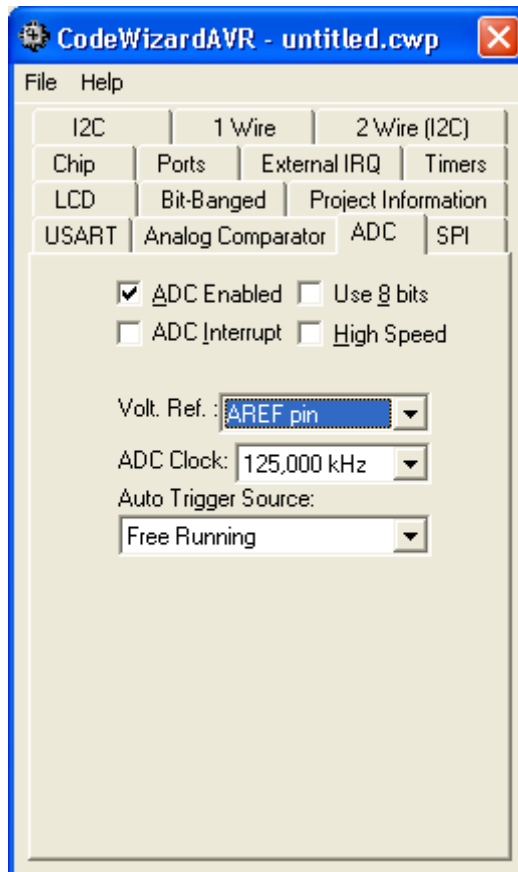 CodeWizardAVR - untitled.cwp
File Help
I2C 1 Wire 2 Wire (I2C)
Chip Ports External IRQ Timers
LCD Bit-Banged Project Information
USART Analog Comparator ADC SPI
ADC Enabled Use 8 bits
ADC Interrupt High Speed
Volt. Ref. : AREF pin
ADC Clock: 125,000 kHz
Auto Trigger Source:
Free Running